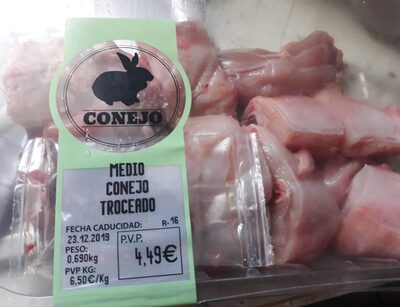 CONEJO
MEDIO
CONEJO
TROCEADO
R-16
FECHA CADUCIDAD:
23.12.2019
PESO:
0,690kg
PVP KG:
6,50€/Kg
P.V.P.
4,49€